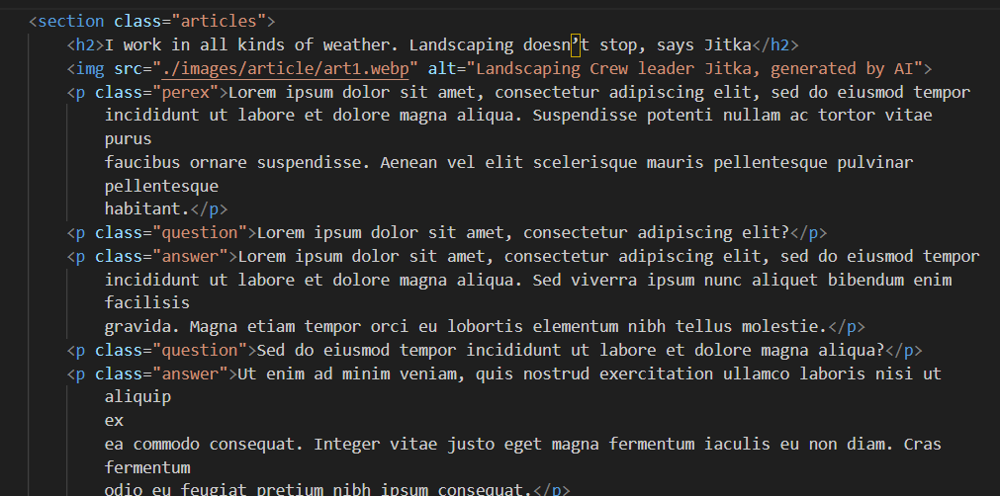 <section class="articles">
<h2>I work in all kinds of weather. Landscaping doesn’t stop, says Jitka</h2>
<img src="./images/article/art1.webp" alt="Landscaping Crew leader Jitka, generated by AI">
<p class="perex">Lorem ipsum dolor sit amet, consectetur adipiscing elit, sed do eiusmod tempor
incididunt ut labore et dolore magna aliqua. Suspendisse potenti nullam ac tortor vitae
purus
faucibus ornare suspendisse. Aenean vel elit scelerisque mauris pellentesque pulvinar
pellentesque
habitant.</p>
<p class="question">Lorem ipsum dolor sit amet, consectetur adipiscing elit?</p>
<p class="answer">Lorem ipsum dolor sit amet, consectetur adipiscing elit, sed do eiusmod tempor
incididunt ut labore et dolore magna aliqua. Sed viverra ipsum nunc aliquet bibendum enim
facilisis
gravida. Magna etiam tempor orci eu lobortis elementum nibh tellus molestie.</p>
<p class="question">Sed do eiusmod tempor incididunt ut labore et dolore magna aliqua?</p>
<p class="answer">Ut enim ad minim veniam, quis nostrud exercitation ullamco laboris nisi ut
aliquip
ex
ea commodo consequat. Integer vitae justo eget magna fermentum iaculis eu non diam. Cras
fermentum
odio eu feugiat pretium nibh ipsum consequat.</p>